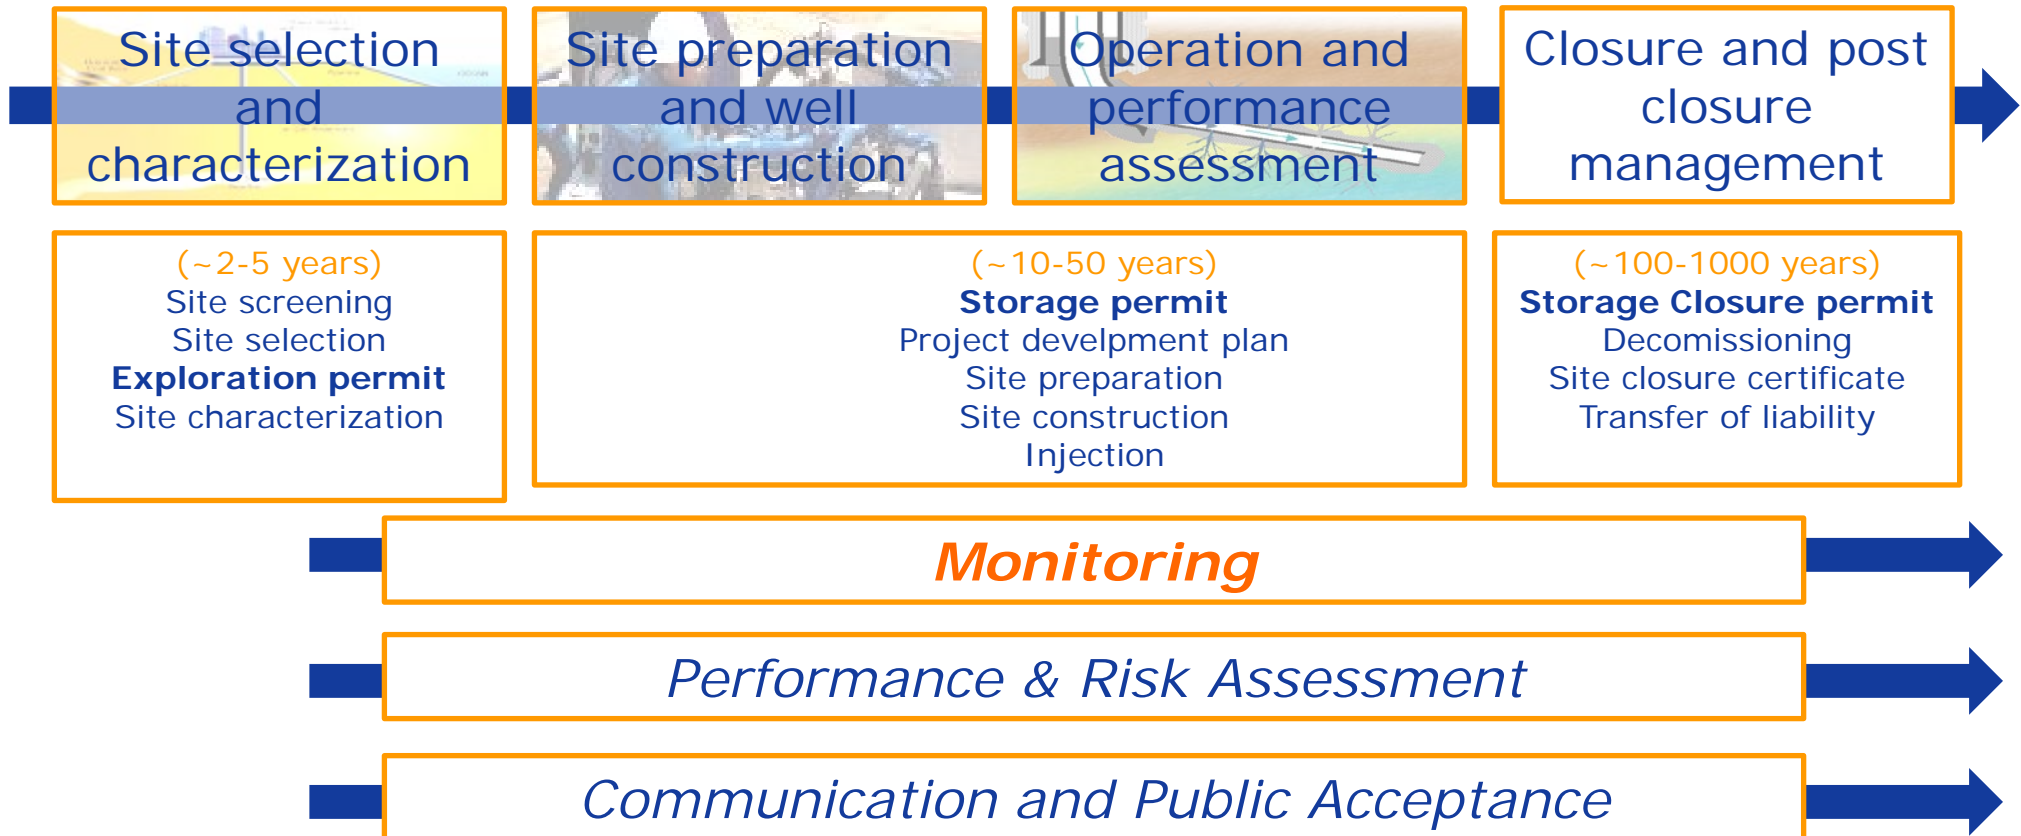 Site selection
and
characterization
Site preparation
and well
construction
Operation and
performance
assessment
Closure and post
closure
management
(~2-5 years)
Site screening
Site selection
Exploration permit
Site characterization
(~10-50 years)
Storage permit
Project develpment plan
Site preparation
Site construction
Injection
(~100-1000 years)
Storage Closure permit
Decomissioning
Site closure certificate
Transfer of liability
Monitoring
Performance & Risk Assessment
Communication and Public Acceptance